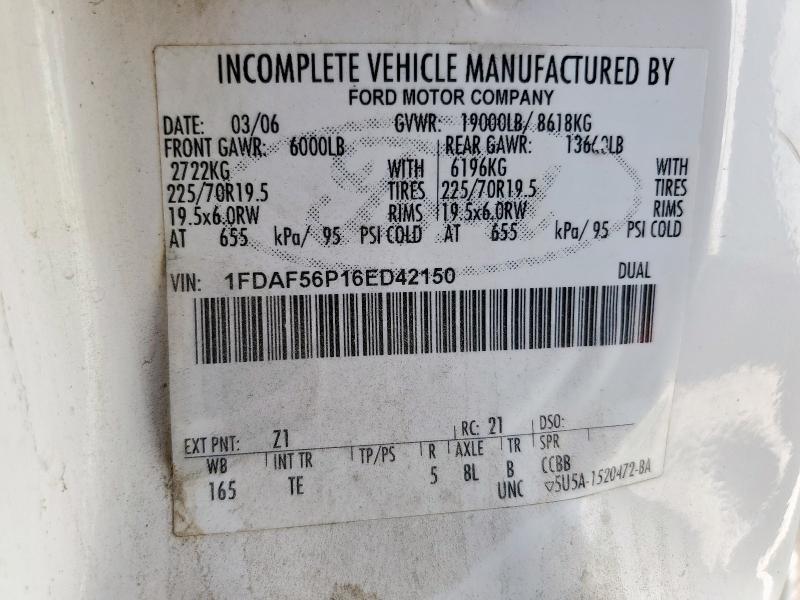 INCOMPLETE VEHICLE MANUFACTURED BY
FORD MOTOR COMPANY
DATE: 03/06 GVWR: 19000LB/ 8618KG
FRONT GAWR: 6000LB REAR GAWR:
2722KG WITH 6196KG WITH
225/70R19.5 TIRES 225/70R19.5 TIRES
19.5x6.0RW RIMS 19.5x6.0RW RIMS
AT 655 kPa/ 95 PSI COLD AT 655 kPa/ 95 PSI COLD
VIN: 1FDAF56P16ED42150 DUAL
EXT PNT: Z1 RC: 21 DSO:
WB INT TR TP/PS R AXLE TR SPR
165 TE 5 8L B CCBB
UNC ▽5U5A-1520472-BA